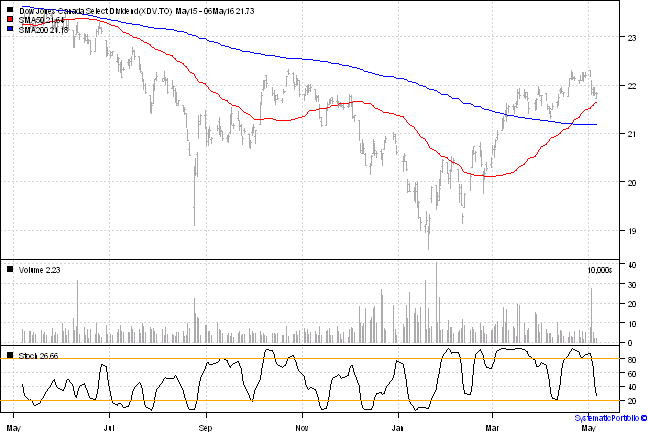 Dow Jones Canada Select Dividend (XDV.TO) May15 - 06May16 21.73
SMA50 21.64
SMA200 21.18
23
22
21
20
19
Volume 2.23
10,000s
40
30
20
10
0
Stoch 26.66
80
60
40
20
May Jul Sep Nov Jan Mar May
SystematicPortfolio ©